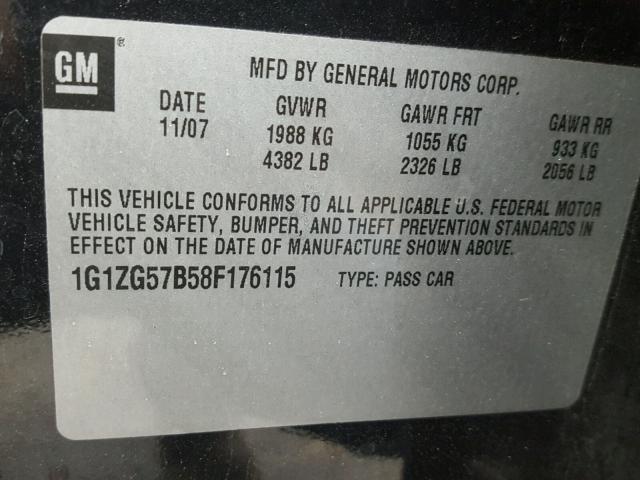 GM ®
MFD BY GENERAL MOTORS CORP.
DATE GVWR GAWR FRT GAWR RR
11/07 1988 KG 1055 KG 933 KG
4382 LB 2326 LB 2056 LB
THIS VEHICLE CONFORMS TO ALL APPLICABLE U.S. FEDERAL MOTOR
VEHICLE SAFETY, BUMPER, AND THEFT PREVENTION STANDARDS IN
EFFECT ON THE DATE OF MANUFACTURE SHOWN ABOVE.
1G1ZG57B58F176115 TYPE: PASS CAR